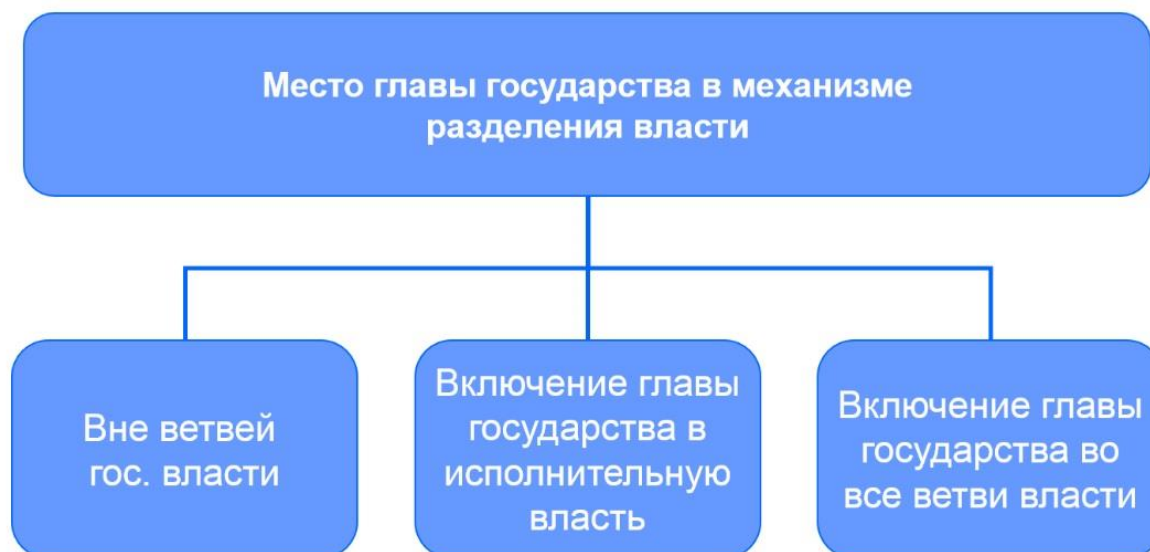 Место главы государства в механизме
разделения власти
Вне ветвей
гос. власти
Включение главы
государства в
исполнительную
власть
Включение главы
государства во
все ветви власти